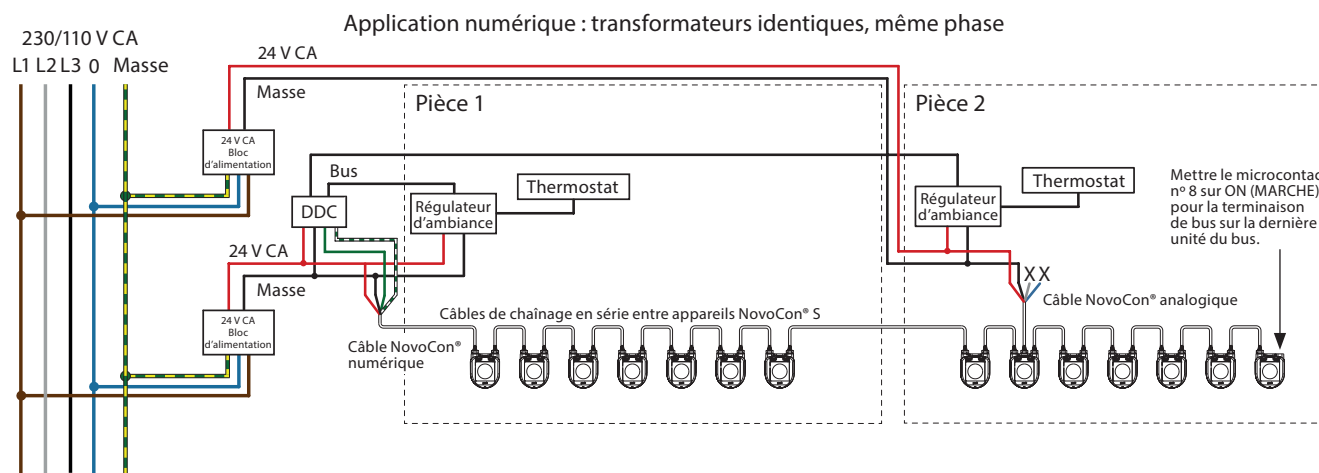 Application numérique : transformateurs identiques, même phase
230/110 V CA
L1 L2 L3 0 Masse
24 V CA
Masse
24 V CA
Bloc
d'alimentation
Pièce 1
Pièce 2
Bus
DDC
Régulateur
d'ambiance
Thermostat
Régulateur
d'ambiance
Thermostat
Mettre le microcontac
nº 8 sur ON (MARCHE)
pour la terminaison
de bus sur la dernière
unité du bus.
24 V CA
Masse
24 V CA
Bloc
d'alimentation
X X
Câble NovoCon® analogique
Câbles de chaînage en série entre appareils NovoCon® S
Câble NovoCon®
numérique